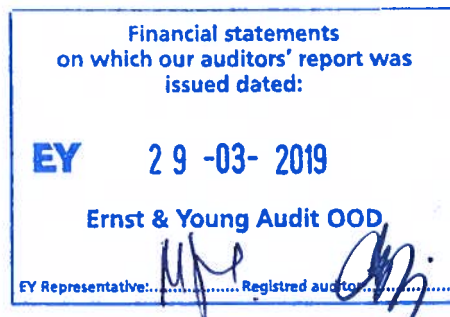 Financial statements
on which our auditors' report was
issued dated:
EY 29 -03- 2019
Ernst & Young Audit OOD
EY Representative:.................... Registred auditor....................